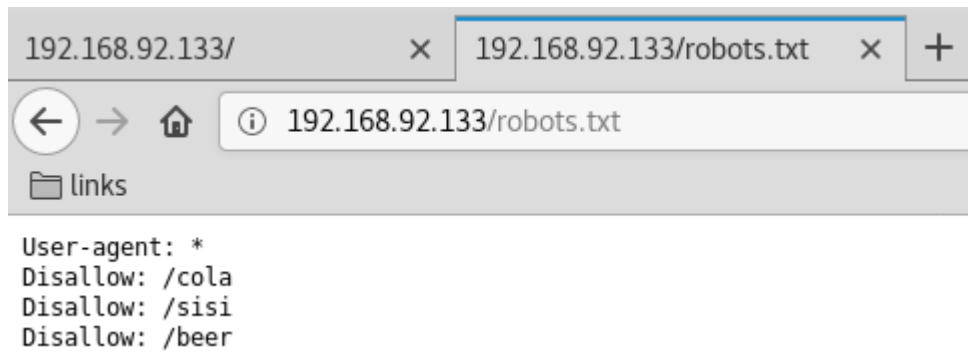 192.168.92.133/ × 192.168.92.133/robots.txt × +
192.168.92.133/robots.txt
links
User-agent: *
Disallow: /cola
Disallow: /sisi
Disallow: /beer